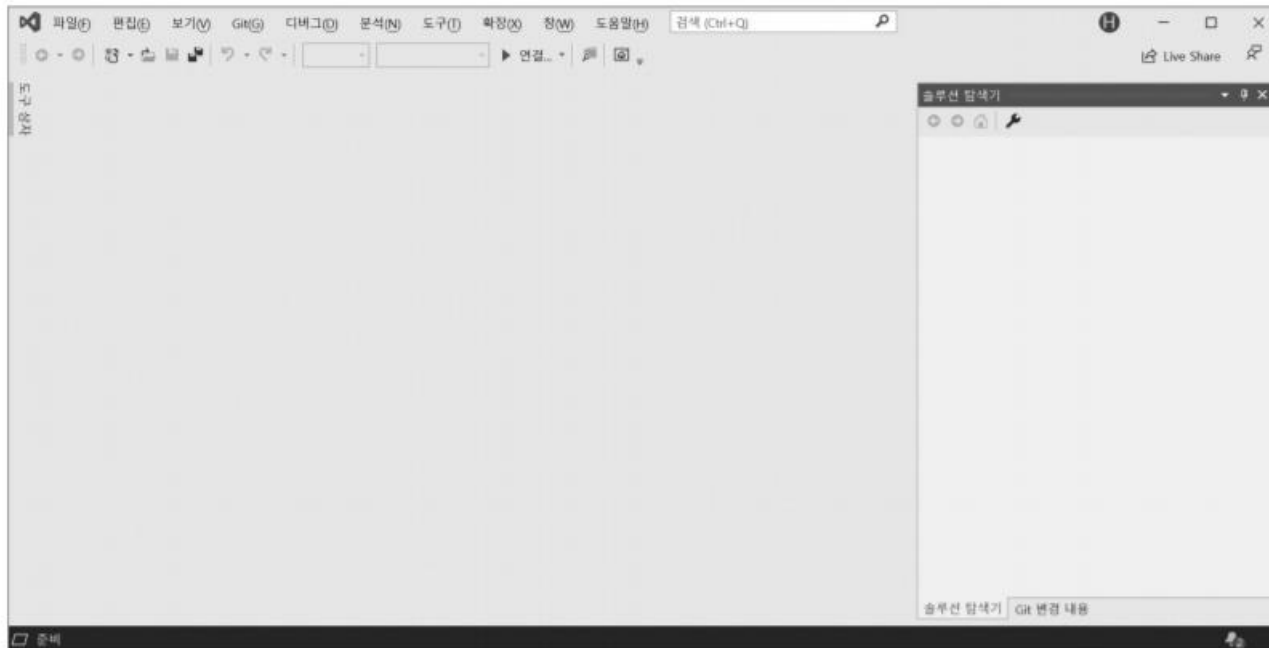 파일(F) 편집(E) 보기(V) Git(G) 디버그(D) 분석(N) 도구(T) 확장(X) 창(W) 도움말(H) 검색 (Ctrl+Q) H
연결... Live Share
도구 상자
솔루션 탐색기
솔루션 탐색기 Git 변경 내용
준비 2